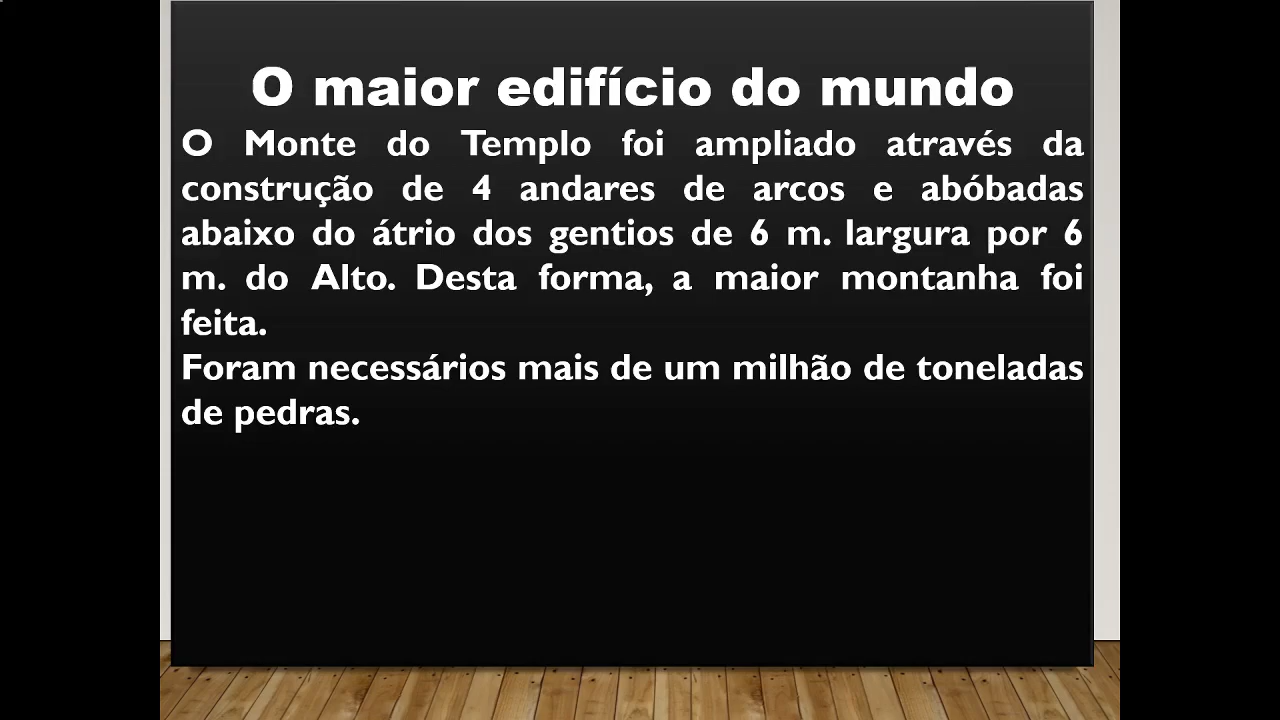 O maior edifício do mundo
O Monte do Templo foi ampliado através da
construção de 4 andares de arcos e abóbadas
abaixo do átrio dos gentios de 6 m. largura por 6
m. do Alto. Desta forma, a maior montanha foi
feita.
Foram necessários mais de um milhão de toneladas
de pedras.